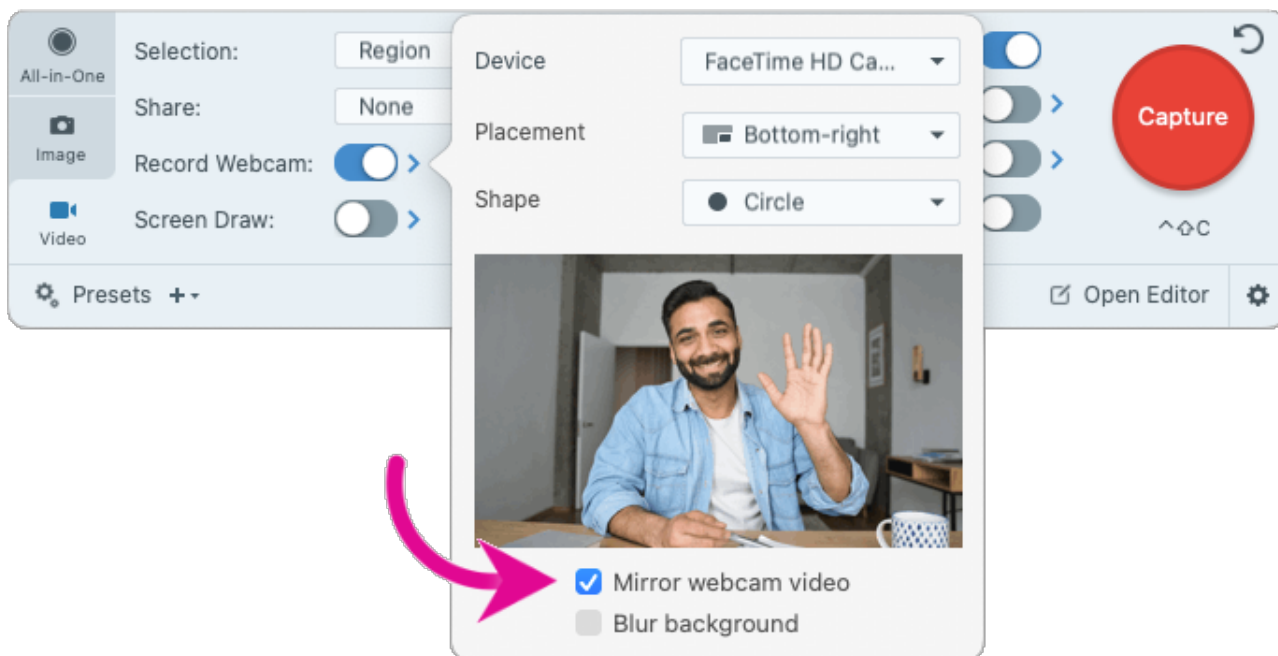 All-in-One
Image
Video
Selection: Region
Share: None
Record Webcam:
Screen Draw:
Presets
Device FaceTime HD Ca...
Placement Bottom-right
Shape Circle
Mirror webcam video
Blur background
Capture
^⇧C
Open Editor